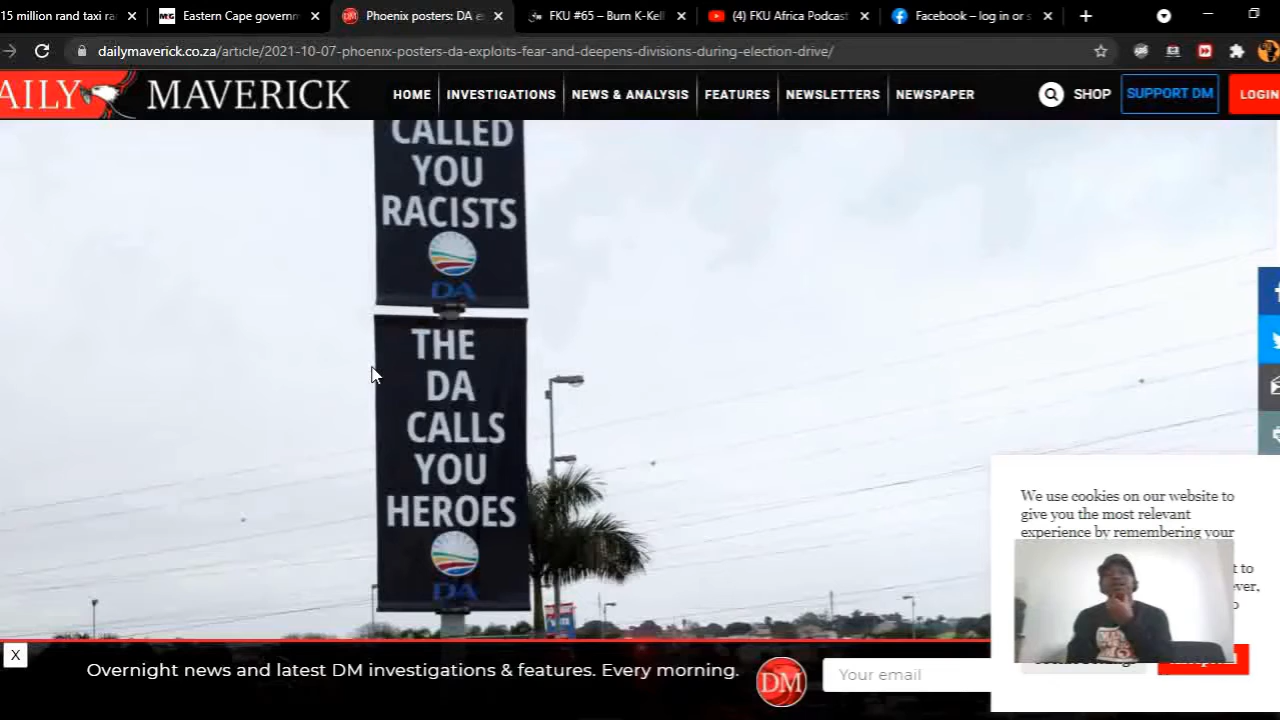 15 million rand taxi ra
Eastern Cape governm
Phoenix posters: DA e
FKU #65 – Burn K-Kell
(4) FKU Africa Podcast
Facebook – log in or s
dailymaverick.co.za/article/2021-10-07-phoenix-posters-da-exploits-fear-and-deepens-divisions-during-election-drive/
AILY MAVERICK
HOME
INVESTIGATIONS
NEWS & ANALYSIS
FEATURES
NEWSLETTERS
NEWSPAPER
SHOP
SUPPORT DM
LOGIN
CALLED
YOU
RACISTS
DA
THE
DA
CALLS
YOU
HEROES
DA
We use cookies on our website to
give you the most relevant
experience by remembering your
t to
ver,
o
X
Overnight news and latest DM investigations & features. Every morning.
DM
Your email